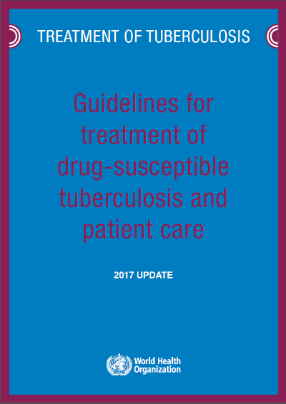 TREATMENT OF TUBERCULOSIS
Guidelines for
treatment of
drug-susceptible
tuberculosis and
patient care
2017 UPDATE
World Health
Organization